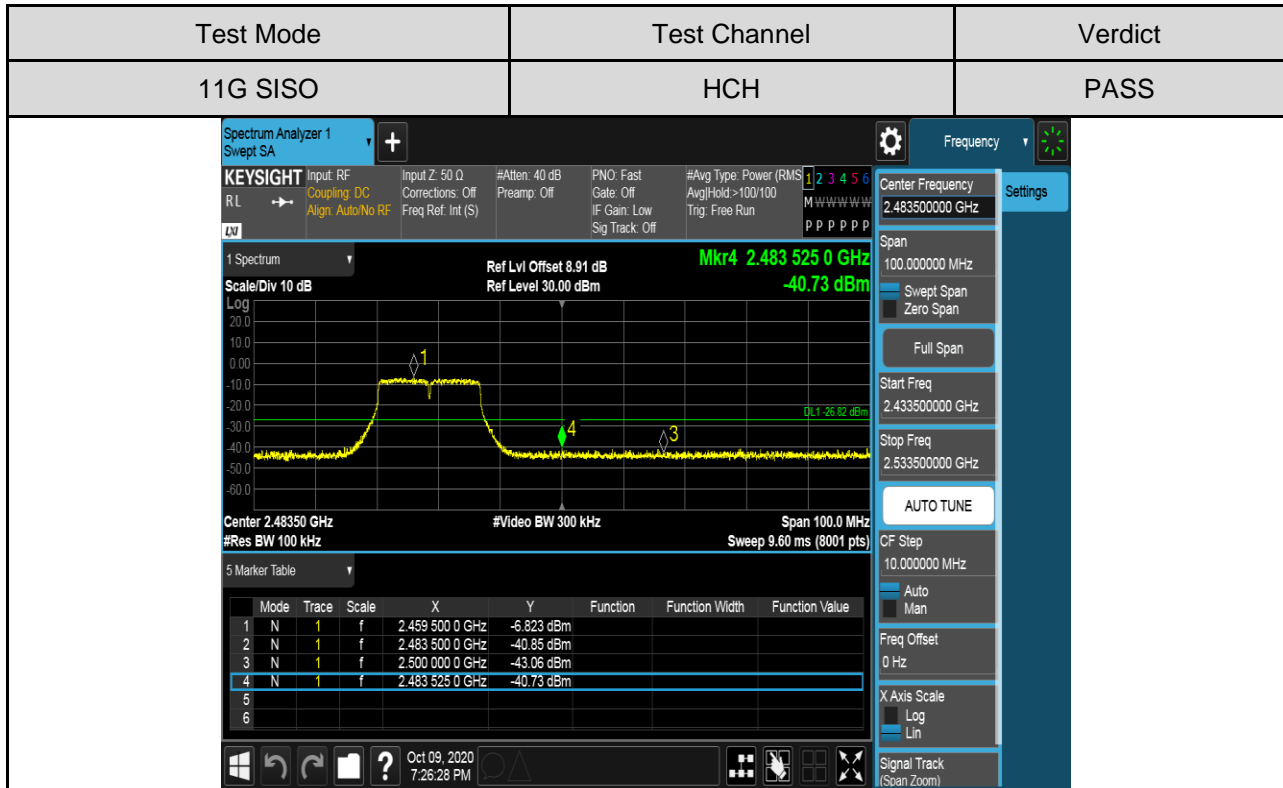 Test Mode Test Channel Verdict
11G SISO HCH PASS
Spectrum Analyzer 1
Swept SA
+
Frequency
KEYSIGHT Input: RF Input Z: 50 Ω #Atten: 40 dB PNO: Fast #Avg Type: Power (RMS 1 2 3 4 5 6
RL Coupling: DC Corrections: Off Preamp: Off Gate: Off Avg|Hold:>100/100 M W W W W W
Align: Auto/No RF Freq Ref: Int (S) IF Gain: Low Trig: Free Run
LXI Sig Track: Off P P P P P P
1 Spectrum
Ref Lvl Offset 8.91 dB Mkr4 2.483 525 0 GHz
Scale/Div 10 dB Ref Level 30.00 dBm -40.73 dBm
Log
20.0
10.0
0.00
-10.0
-20.0
-30.0
-40.0
-50.0
-60.0
1
DL1 -26.82 dBm
4
3
Center 2.48350 GHz #Video BW 300 kHz Span 100.0 MHz
#Res BW 100 kHz Sweep 9.60 ms (8001 pts)
5 Marker Table
Mode Trace Scale X Y Function Function Width Function Value
1 N 1 f 2.459 500 0 GHz -6.823 dBm
2 N 1 f 2.483 500 0 GHz -40.85 dBm
3 N 1 f 2.500 000 0 GHz -43.06 dBm
4 N 1 f 2.483 525 0 GHz -40.73 dBm
5
6
? Oct 09, 2020
7:26:28 PM
Center Frequency
2.483500000 GHz
Settings
Span
100.000000 MHz
Swept Span
Zero Span
Full Span
Start Freq
2.433500000 GHz
Stop Freq
2.533500000 GHz
AUTO TUNE
CF Step
10.000000 MHz
Auto
Man
Freq Offset
0 Hz
X Axis Scale
Log
Lin
Signal Track
(Span Zoom)